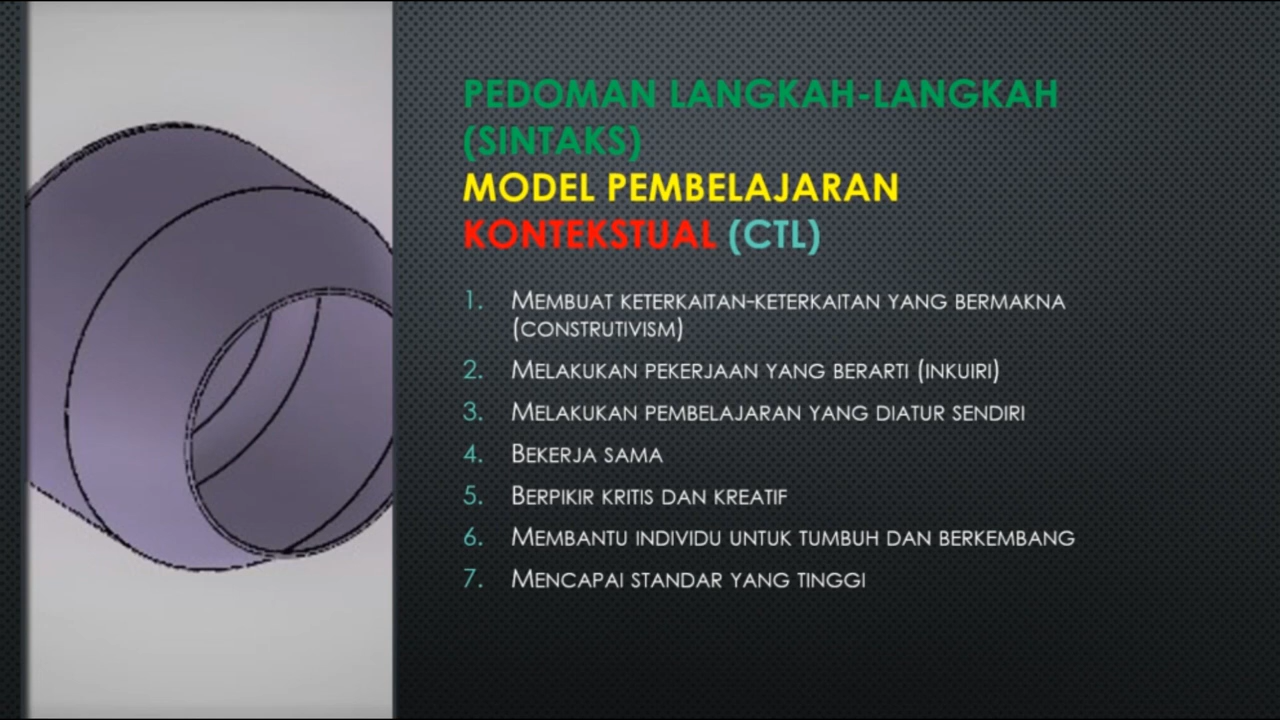 PEDOMAN LANGKAH-LANGKAH
(SINTAKS)
MODEL PEMBELAJARAN
KONTEKSTUAL (CTL)
1. MEMBUAT KETERKAITAN-KETERKAITAN YANG BERMAKNA
(CONSTRUTIVISM)
2. MELAKUKAN PEKERJAAN YANG BERARTI (INKUIRI)
3. MELAKUKAN PEMBELAJARAN YANG DIATUR SENDIRI
4. BEKERJA SAMA
5. BERPIKIR KRITIS DAN KREATIF
6. MEMBANTU INDIVIDU UNTUK TUMBUH DAN BERKEMBANG
7. MENCAPAI STANDAR YANG TINGGI